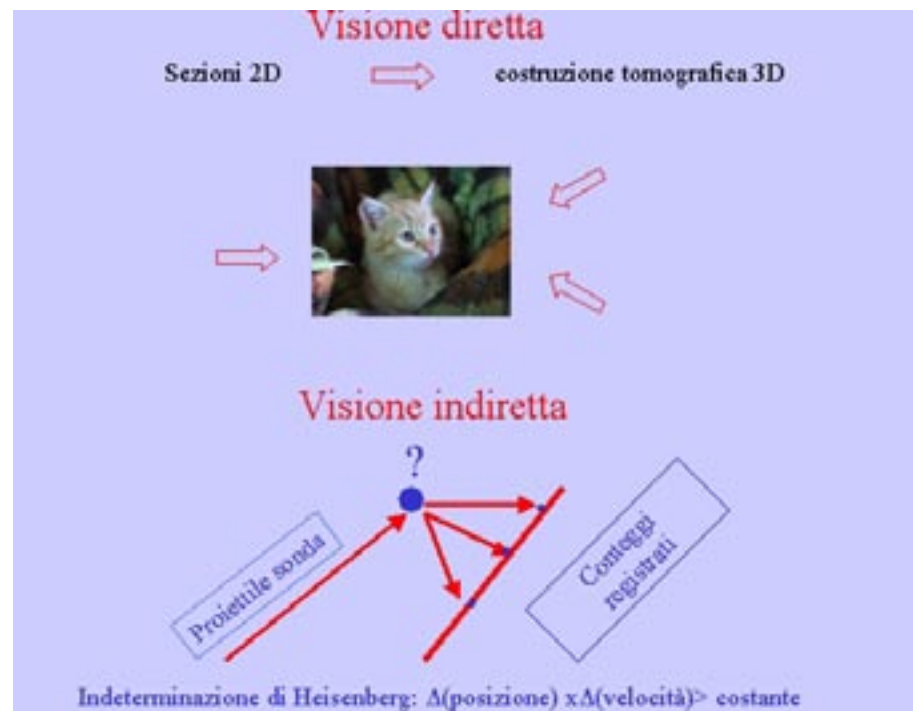 Visione diretta
Sezioni 2D costruzione tomografica 3D
Visione indiretta
?
Proiettile sonda
Conteggi
registrati
Indeterminazione di Heisenberg: Δ(posizione) xΔ(velocità)> costante